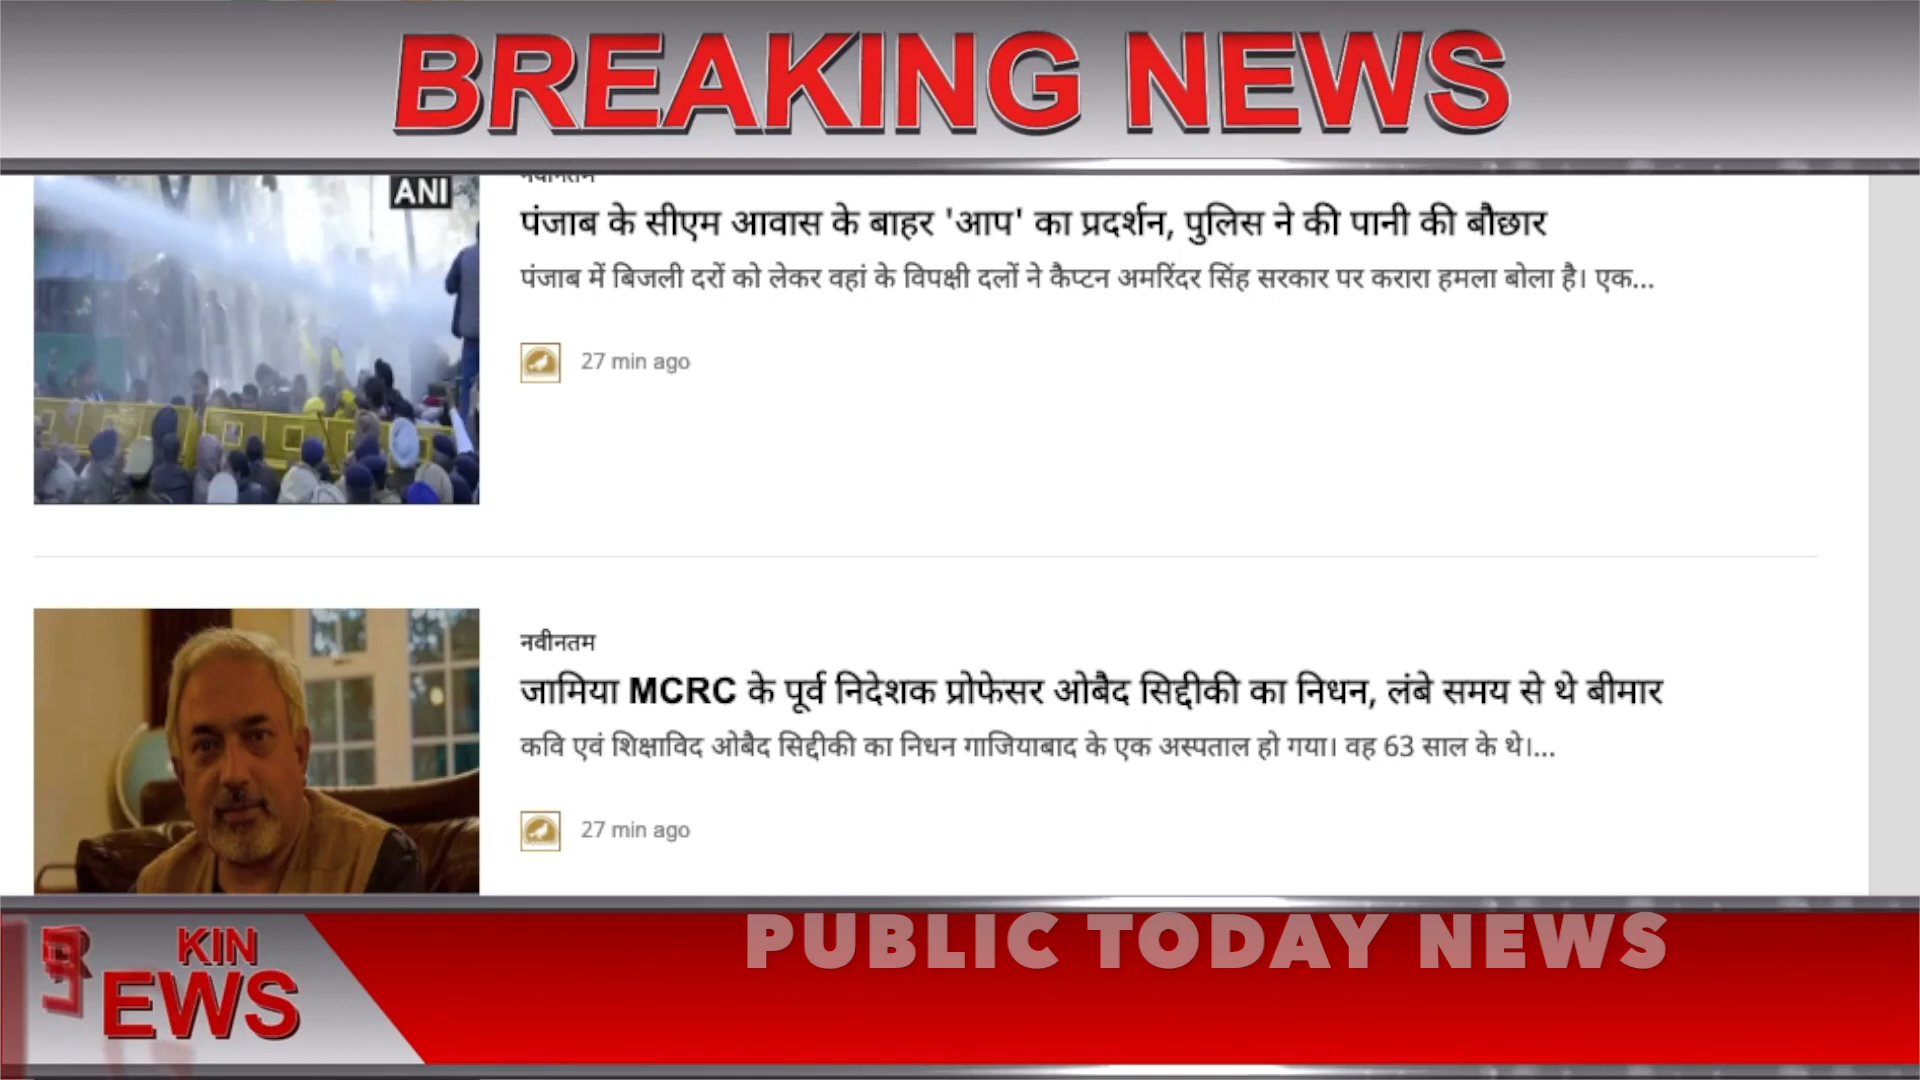 BREAKING NEWS
ANI
नवीनतम
पंजाब के सीएम आवास के बाहर 'आप' का प्रदर्शन, पुलिस ने की पानी की बौछार
पंजाब में बिजली दरों को लेकर वहां के विपक्षी दलों ने कैप्टन अमरिंदर सिंह सरकार पर करारा हमला बोला है। एक...
27 min ago
नवीनतम
जामिया MCRC के पूर्व निदेशक प्रोफेसर ओबैद सिद्दीकी का निधन, लंबे समय से थे बीमार
कवि एवं शिक्षाविद ओबैद सिद्दीकी का निधन गाजियाबाद के एक अस्पताल हो गया। वह 63 साल के थे।...
27 min ago
PUBLIC TODAY NEWS
KIN
EWS